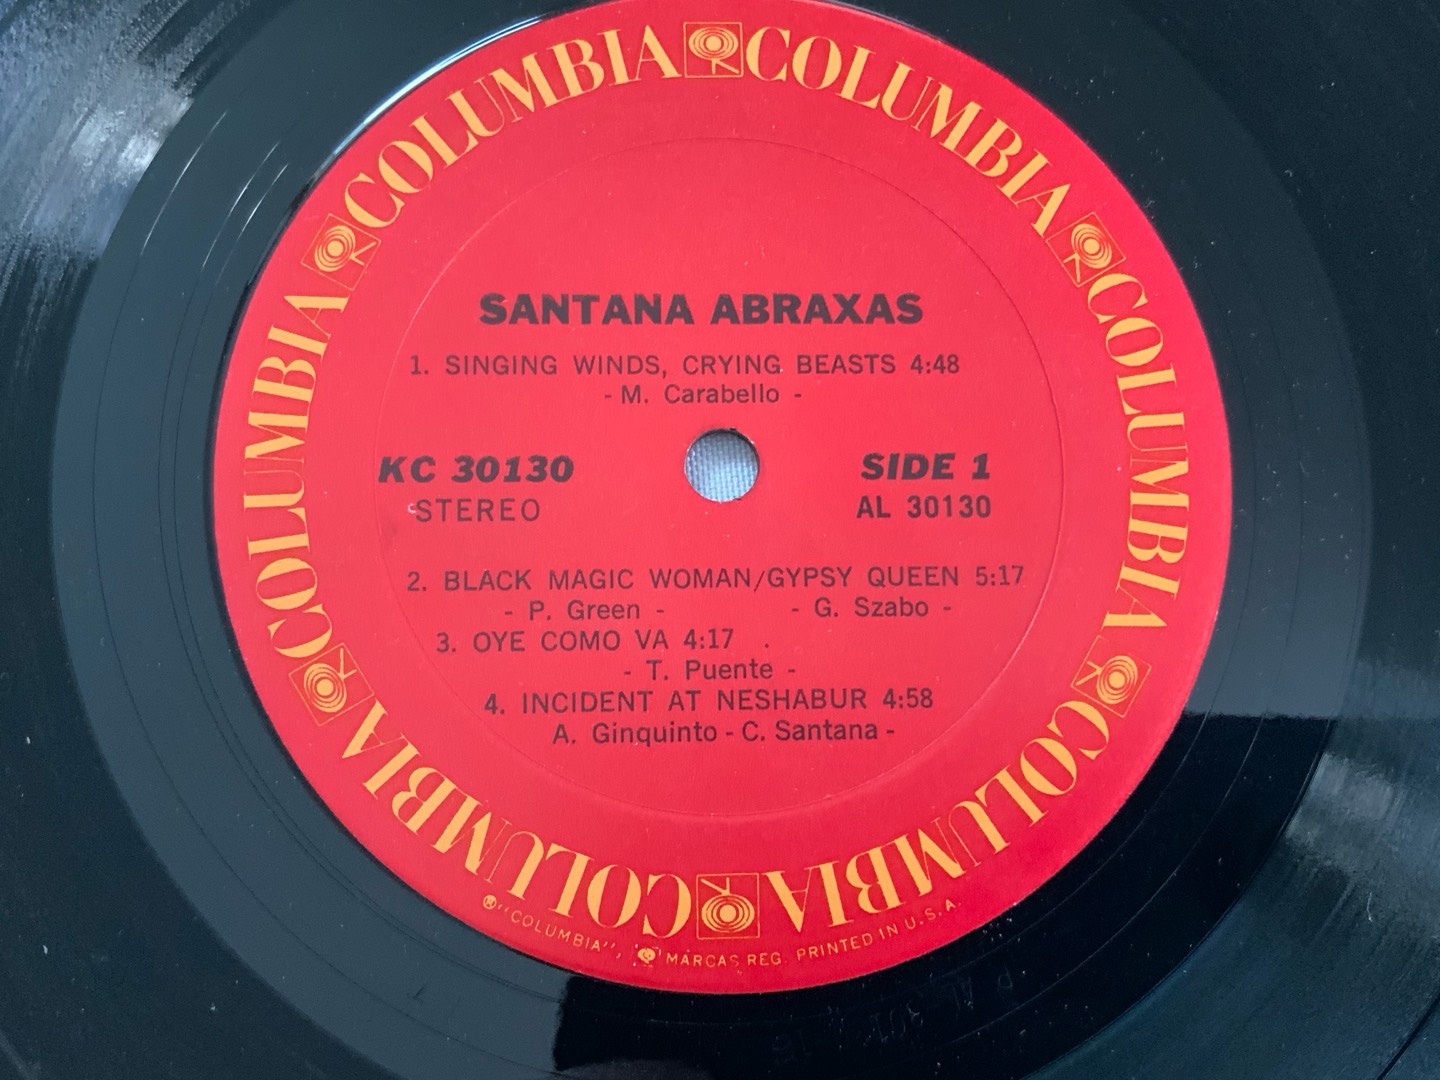 COLUMBIA COLUMBIA COLUMBIA COLUMBIA COLUMBIA COLUMBIA
SANTANA ABRAXAS
1. SINGING WINDS, CRYING BEASTS 4:48
- M. Carabello -
KC 30130 SIDE 1
STEREO AL 30130
2. BLACK MAGIC WOMAN/GYPSY QUEEN 5:17
- P. Green - - G. Szabo -
3. OYE COMO VA 4:17
- T. Puente -
4. INCIDENT AT NESHABUR 4:58
A. Ginquinto - C. Santana -
® "COLUMBIA", MARCAS REG. PRINTED IN U.S.A.